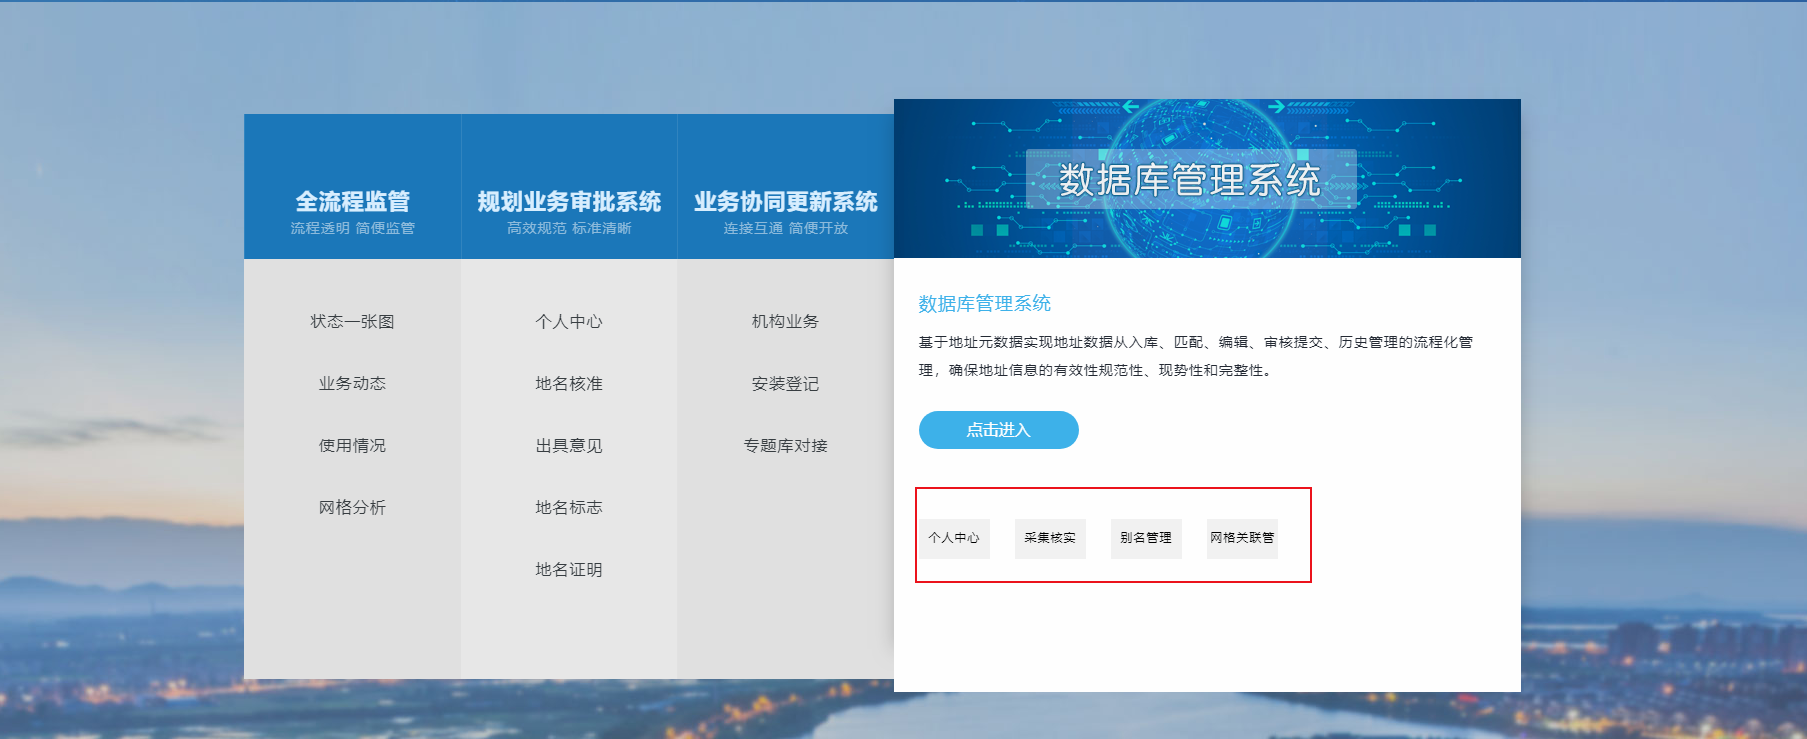 全流程监管
流程透明 简便监管
状态一张图
业务动态
使用情况
网格分析
规划业务审批系统
高效规范 标准清晰
个人中心
地名核准
出具意见
地名标志
地名证明
业务协同更新系统
连接互通 简便开放
机构业务
安装登记
专题库对接
数据库管理系统
数据库管理系统
基于地址元数据实现地址数据从入库、匹配、编辑、审核提交、历史管理的流程化管
理，确保地址信息的有效性规范性、现势性和完整性。
点击进入
个人中心 采集核实 别名管理 网格关联管